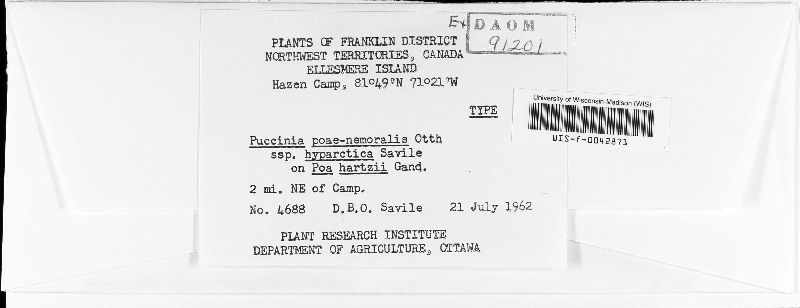 Ex DAOM
91201
PLANTS OF FRANKLIN DISTRICT
NORTHWEST TERRITORIES, CANADA
ELLESMERE ISLAND
Hazen Camp, 81°49'N 71°21'W
TYPE
University of Wisconsin-Madison (WIS)
WIS-f-0042871
Puccinia poae-nemoralis Otth
ssp. hyparctica Savile
on Poa hartzii Gand.
2 mi. NE of Camp.
No. 4688 D.B.O. Savile 21 July 1962
PLANT RESEARCH INSTITUTE
DEPARTMENT OF AGRICULTURE, OTTAWA